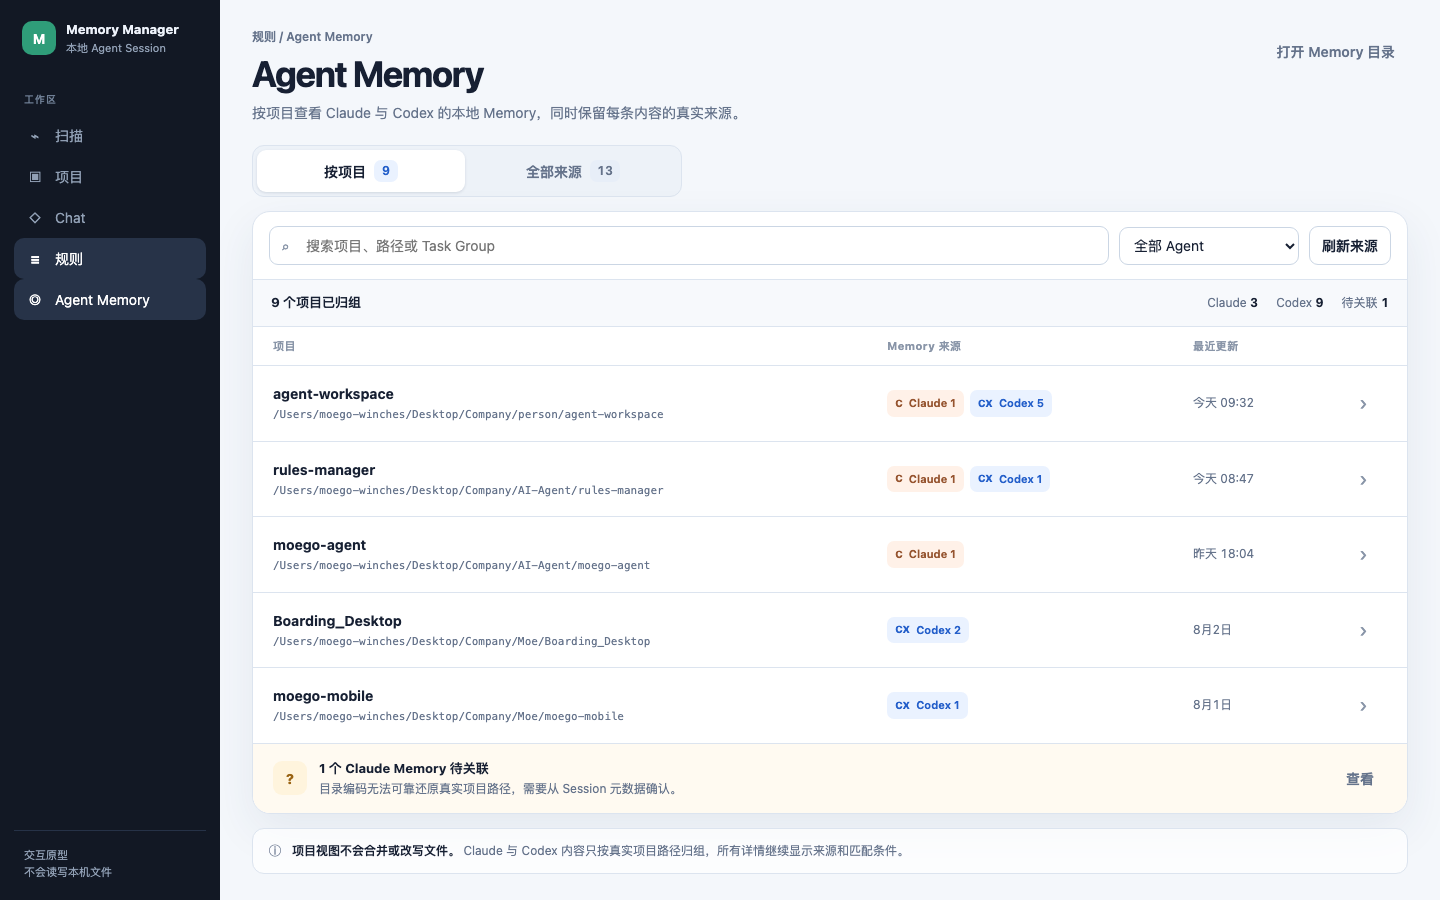 M
Memory Manager
本地 Agent Session
工作区
扫描
项目
Chat
规则
Agent Memory
交互原型
不会读写本机文件
规则 / Agent Memory
Agent Memory
按项目查看 Claude 与 Codex 的本地 Memory，同时保留每条内容的真实来源。
打开 Memory 目录
按项目 9
全部来源 13
搜索项目、路径或 Task Group
全部 Agent
刷新来源
9 个项目已归组
Claude 3 Codex 9 待关联 1
项目 Memory 来源 最近更新
agent-workspace
/Users/moego-winches/Desktop/Company/person/agent-workspace
C Claude 1 CX Codex 5
今天 09:32
rules-manager
/Users/moego-winches/Desktop/Company/AI-Agent/rules-manager
C Claude 1 CX Codex 1
今天 08:47
moego-agent
/Users/moego-winches/Desktop/Company/AI-Agent/moego-agent
C Claude 1
昨天 18:04
Boarding_Desktop
/Users/moego-winches/Desktop/Company/Moe/Boarding_Desktop
CX Codex 2
8月2日
moego-mobile
/Users/moego-winches/Desktop/Company/Moe/moego-mobile
CX Codex 1
8月1日
?
1 个 Claude Memory 待关联
目录编码无法可靠还原真实项目路径，需要从 Session 元数据确认。
查看
ⓘ 项目视图不会合并或改写文件。 Claude 与 Codex 内容只按真实项目路径归组，所有详情继续显示来源和匹配条件。